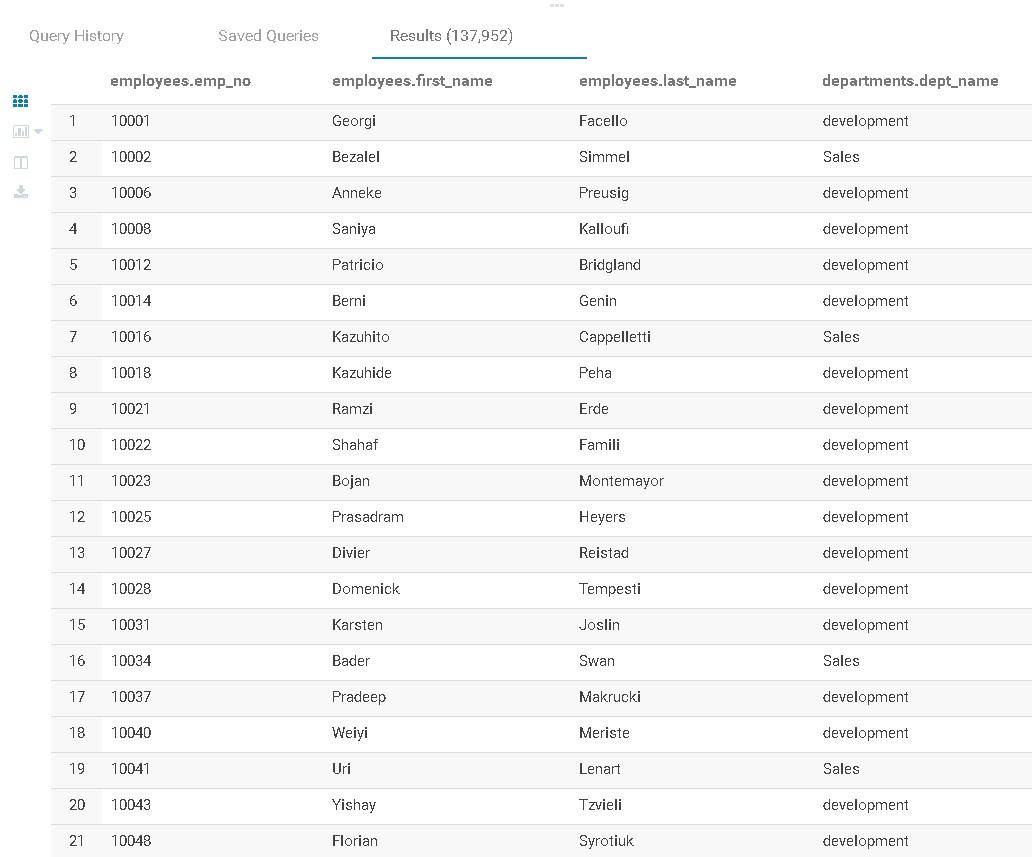 Query History Saved Queries Results (137,952)
employees.emp_no employees.first_name employees.last_name departments.dept_name
1 10001 Georgi Facello development
2 10002 Bezalel Simmel Sales
3 10006 Anneke Preusig development
4 10008 Saniya Kalloufi development
5 10012 Patricio Bridgland development
6 10014 Berni Genin development
7 10016 Kazuhito Cappelletti Sales
8 10018 Kazuhide Peha development
9 10021 Ramzi Erde development
10 10022 Shahaf Famili development
11 10023 Bojan Montemayor development
12 10025 Prasadram Heyers development
13 10027 Divier Reistad development
14 10028 Domenick Tempesti development
15 10031 Karsten Joslin development
16 10034 Bader Swan Sales
17 10037 Pradeep Makrucki development
18 10040 Weiyi Meriste development
19 10041 Uri Lenart Sales
20 10043 Yishay Tzvieli development
21 10048 Florian Syrotiuk development